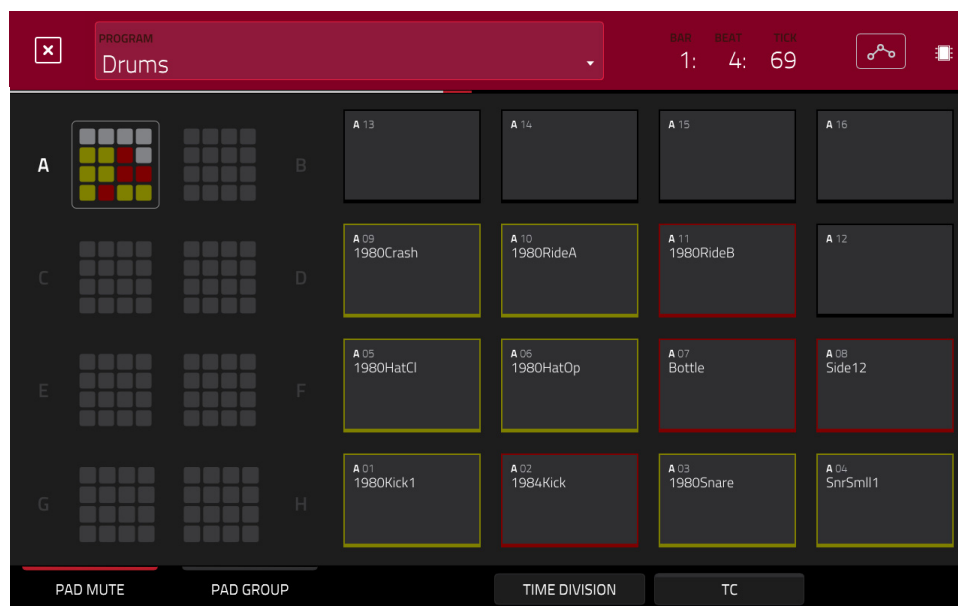 PROGRAM
Drums
BAR BEAT TICK
1: 4: 69
A 13
A 14
A 15
A 16
A
B
A 09
1980Crash
A 10
1980RideA
A 11
1980RideB
A 12
C
D
A 05
1980HatCl
A 06
1980HatOp
A 07
Bottle
A 08
Side12
E
F
A 01
1980Kick1
A 02
1984Kick
A 03
1980Snare
A 04
SnrSmll1
G
H
PAD MUTE
PAD GROUP
TIME DIVISION
TC